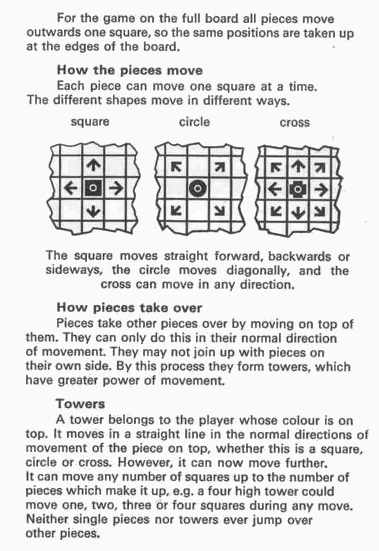 For the game on the full board all pieces move
outwards one square, so the same positions are taken up
at the edges of the board.
How the pieces move
Each piece can move one square at a time.
The different shapes move in different ways.
square circle cross
The square moves straight forward, backwards or
sideways, the circle moves diagonally, and the
cross can move in any direction.
How pieces take over
Pieces take other pieces over by moving on top of
them. They can only do this in their normal direction
of movement. They may not join up with pieces on
their own side. By this process they form towers, which
have greater power of movement.
Towers
A tower belongs to the player whose colour is on
top. It moves in a straight line in the normal directions of
movement of the piece on top, whether this is a square,
circle or cross. However, it can now move further.
It can move any number of squares up to the number of
pieces which make it up, e.g. a four high tower could
move one, two, three or four squares during any move.
Neither single pieces nor towers ever jump over
other pieces.